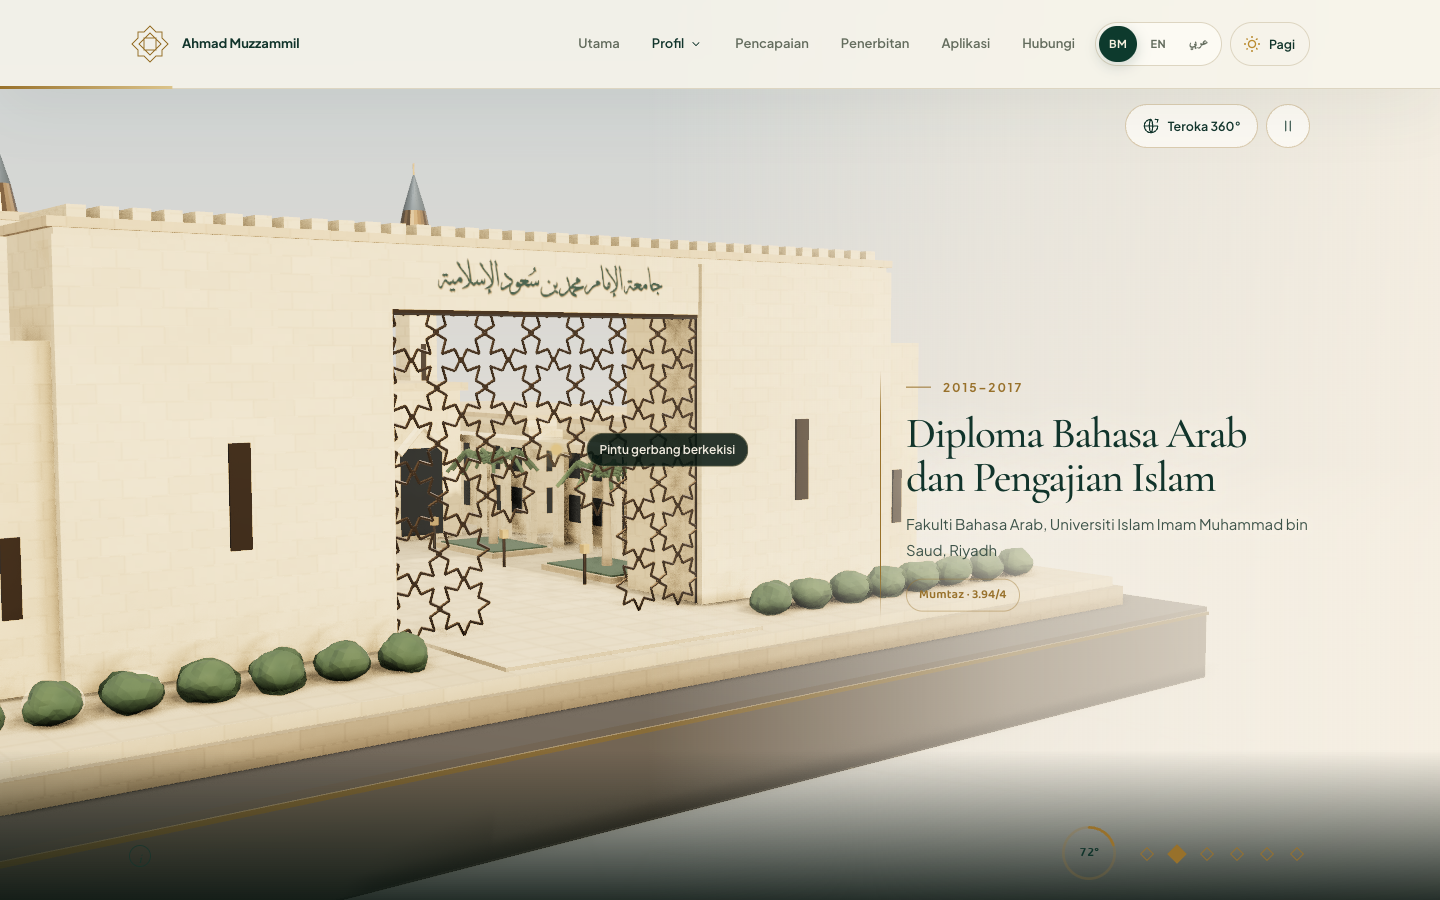 Ahmad Muzzammil
Utama
Profil
Pencapaian
Penerbitan
Aplikasi
Hubungi
BM
EN
عربي
Pagi
Teroka 360°
جامعة الإمام محمد بن سُعود الإسلامية
Pintu gerbang berkekisi
2015–2017
Diploma Bahasa Arab
dan Pengajian Islam
Fakulti Bahasa Arab, Universiti Islam Imam Muhammad bin
Saud, Riyadh
Mumtaz · 3.94/4
72°